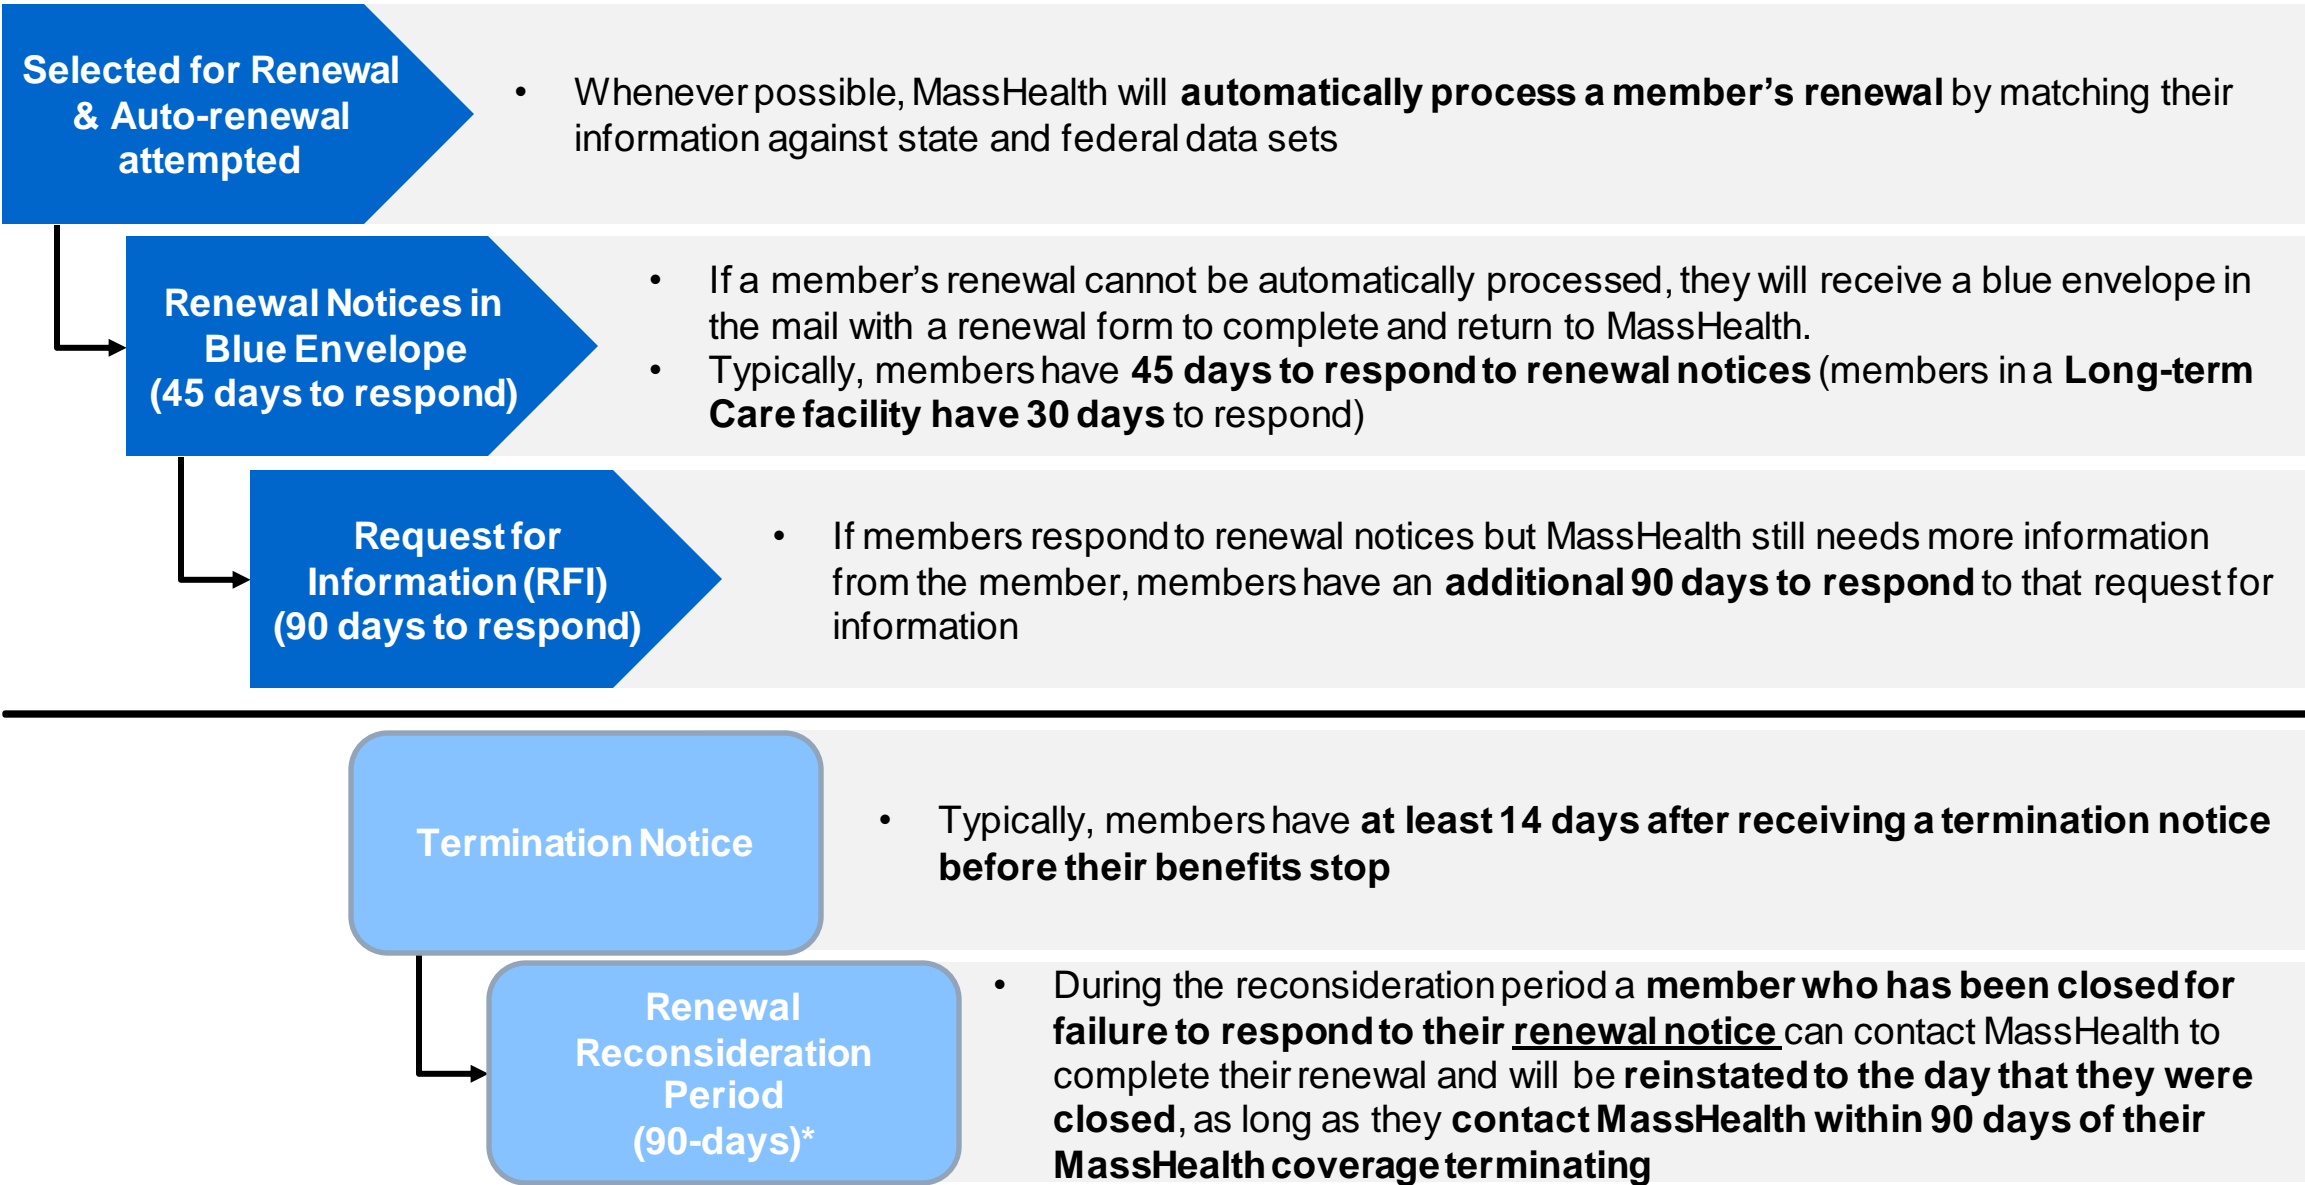 Selected for Renewal
& Auto-renewal
attempted
• Whenever possible, MassHealth will automatically process a member’s renewal by matching their
information against state and federal data sets
Renewal Notices in
Blue Envelope
(45 days to respond)
• If a member’s renewal cannot be automatically processed, they will receive a blue envelope in
the mail with a renewal form to complete and return to MassHealth.
• Typically, members have 45 days to respond to renewal notices (members in a Long-term
Care facility have 30 days to respond)
Request for
Information (RFI)
(90 days to respond)
• If members respond to renewal notices but MassHealth still needs more information
from the member, members have an additional 90 days to respond to that request for
information
Termination Notice
• Typically, members have at least 14 days after receiving a termination notice
before their benefits stop
Renewal
Reconsideration
Period
(90-days)*
• During the reconsideration period a member who has been closed for
failure to respond to their renewal notice can contact MassHealth to
complete their renewal and will be reinstated to the day that they were
closed, as long as they contact MassHealth within 90 days of their
MassHealth coverage terminating